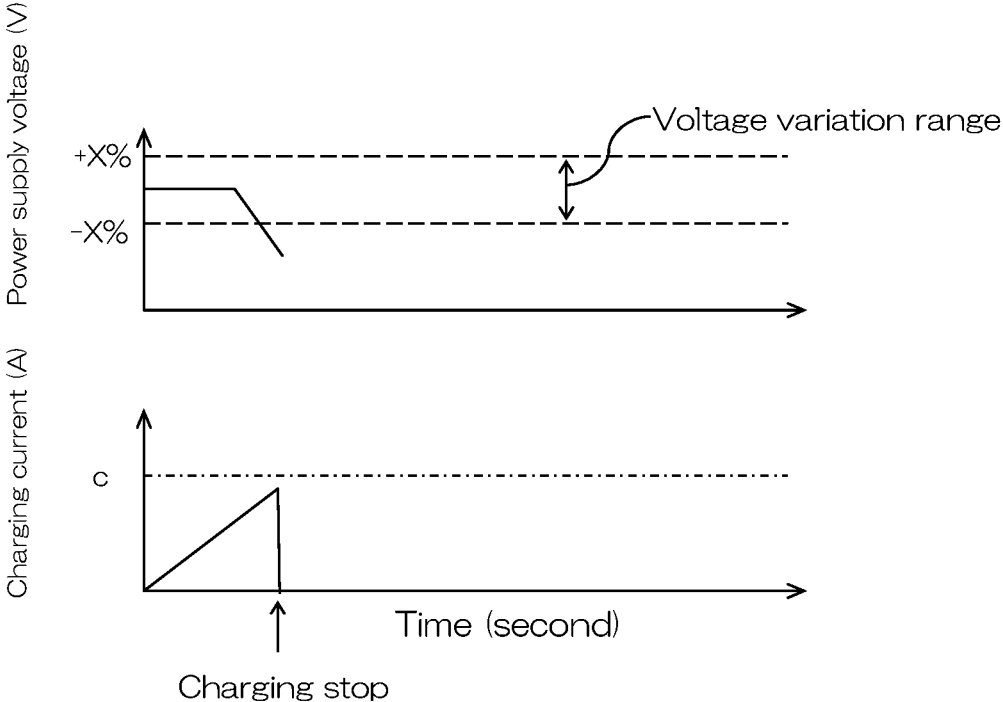 Power supply voltage (V)
Voltage variation range
+X%
-X%
Charging current (A)
c
Time (second)
Charging stop